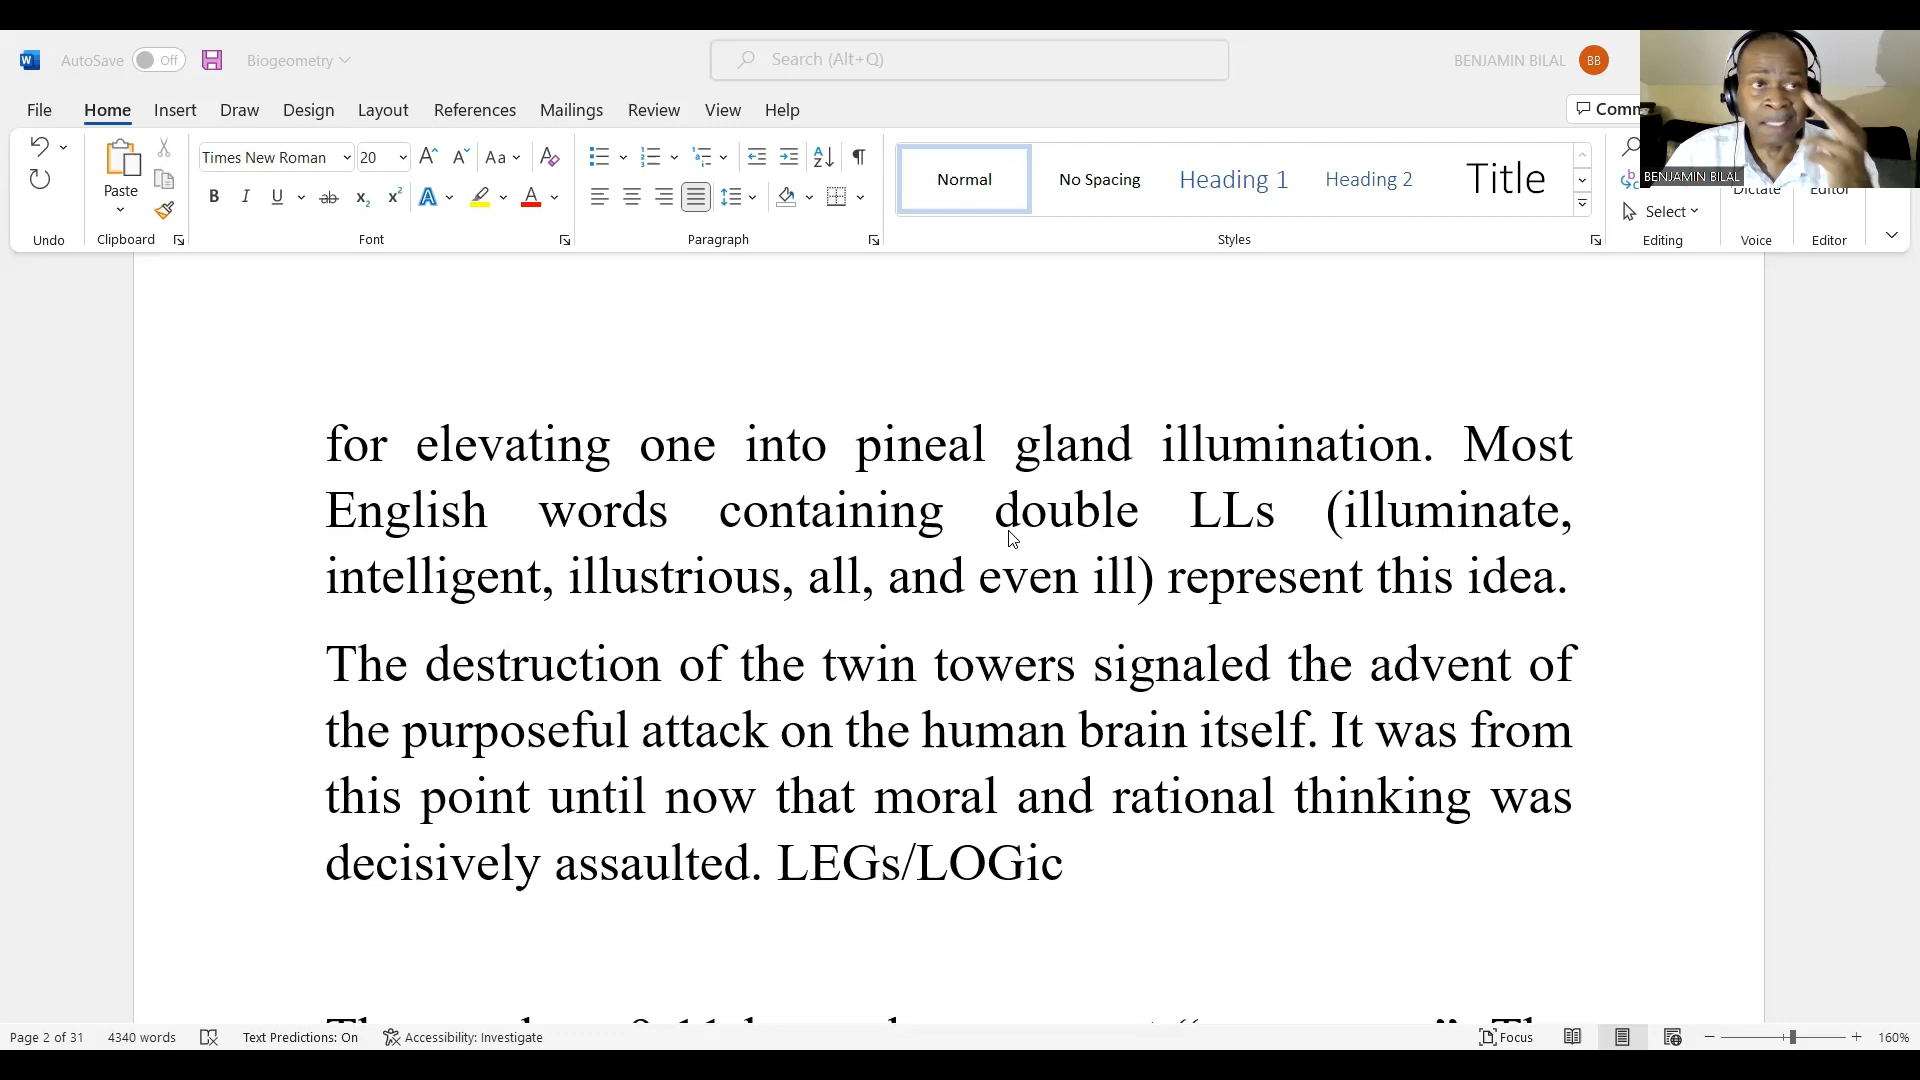 AutoSave Off Biogeometry Search (Alt+Q) BENJAMIN BILAL BB
File Home Insert Draw Design Layout References Mailings Review View Help Comm
Times New Roman 20 Aa
Paste
Normal No Spacing Heading 1 Heading 2 Title
BENJAMIN BILAL
Dictate Editor
Select
Undo Clipboard Font Paragraph Styles Editing Voice Editor
for elevating one into pineal gland illumination. Most
English words containing double LLs (illuminate,
intelligent, illustrious, all, and even ill) represent this idea.
The destruction of the twin towers signaled the advent of
the purposeful attack on the human brain itself. It was from
this point until now that moral and rational thinking was
decisively assaulted. LEGs/LOGic
Page 2 of 31 4340 words Text Predictions: On Accessibility: Investigate Focus 160%